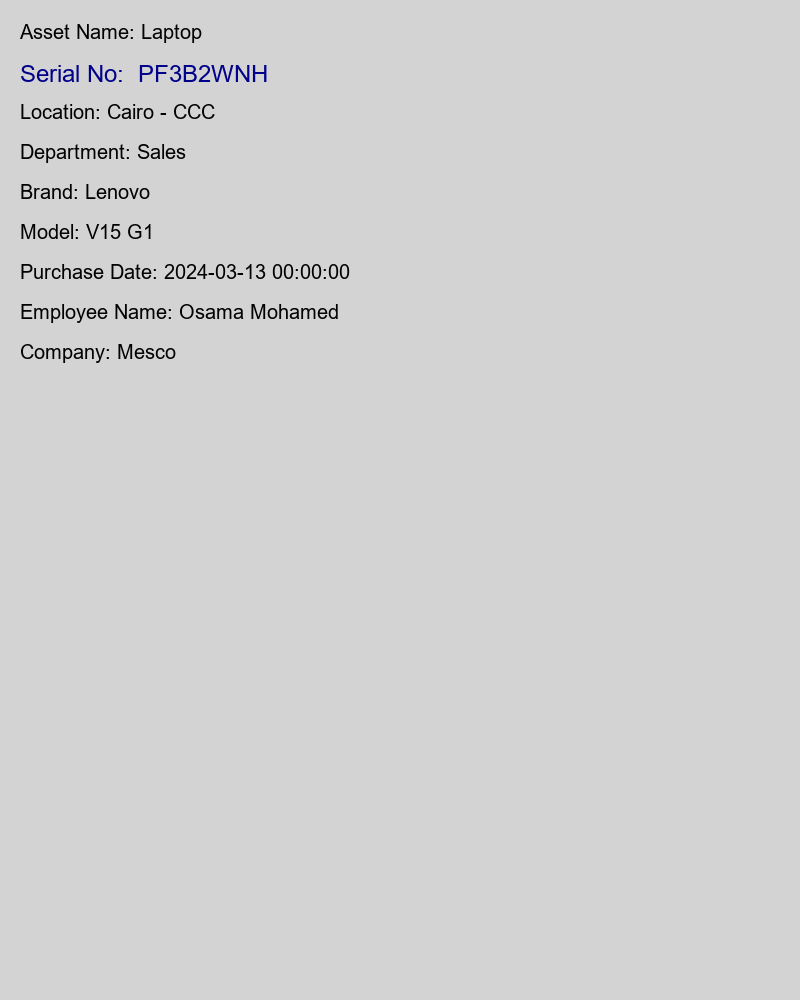 Asset Name: Laptop
Serial No:  PF3B2WNH
Location: Cairo - CCC
Department: Sales
Brand: Lenovo
Model: V15 G1
Purchase Date: 2024-03-13 00:00:00
Employee Name: Osama Mohamed
Company: Mesco